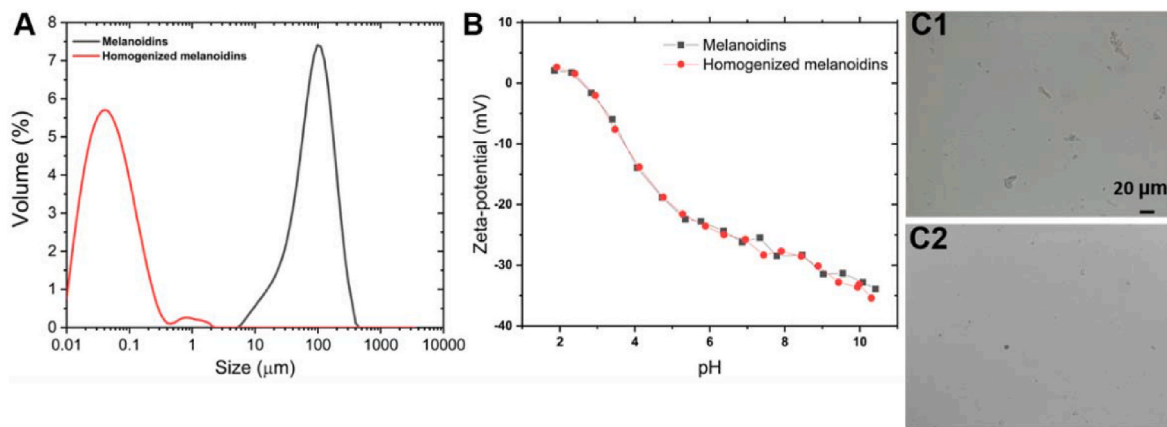 A
Melanoidins
Homogenized melanoidins
Volume (%)
8
7
6
5
4
3
2
1
0
0.01 0.1 1 10 100 1000 10000
Size (μm)
B
Melanoidins
Homogenized melanoidins
Zeta-potential (mV)
10
0
-10
-20
-30
-40
2 4 6 8 10
pH
C1
20 μm
C2